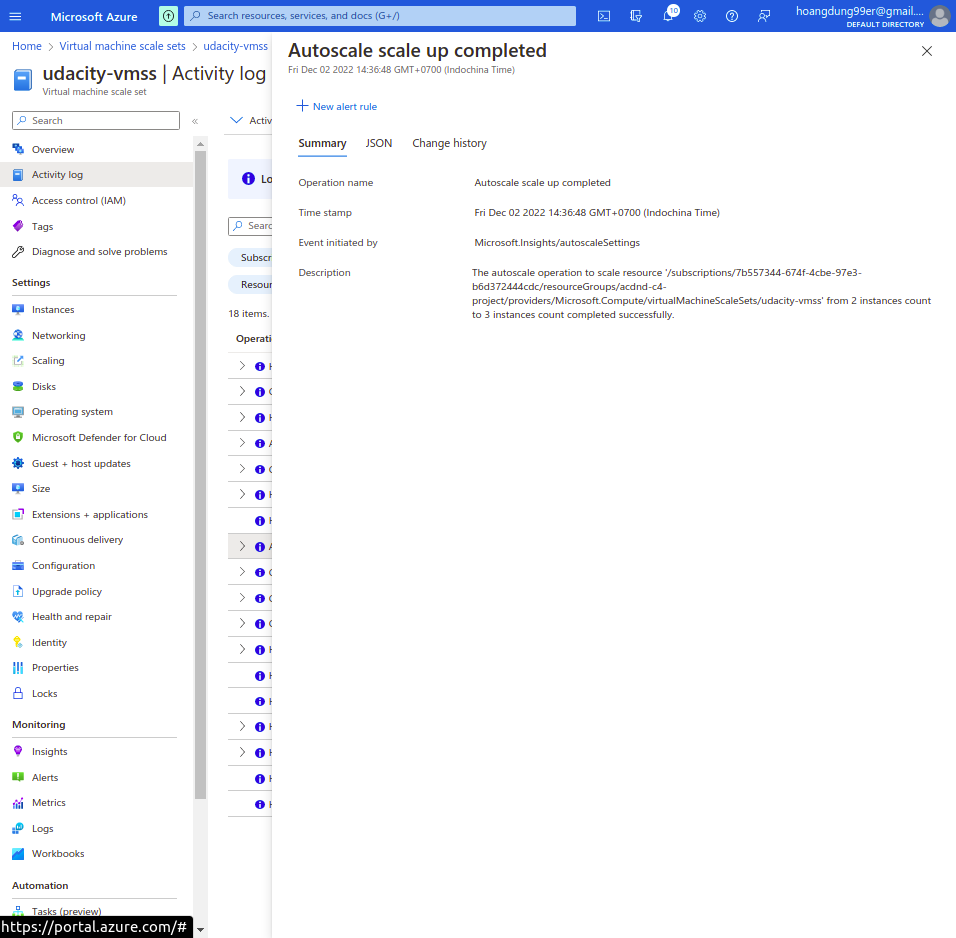 Microsoft Azure
Search resources, services, and docs (G+/)
10
hoangdung99er@gmail....
DEFAULT DIRECTORY
Home > Virtual machine scale sets > udacity-vmss
udacity-vmss | Activity log
Virtual machine scale set
Search
«
Overview
Activity log
Access control (IAM)
Tags
Diagnose and solve problems
Settings
Instances
Networking
Scaling
Disks
Operating system
Microsoft Defender for Cloud
Guest + host updates
Size
Extensions + applications
Continuous delivery
Configuration
Upgrade policy
Health and repair
Identity
Properties
Locks
Monitoring
Insights
Alerts
Metrics
Logs
Workbooks
Automation
Tasks (preview)
https://portal.azure.com/#
Activ
Lo
Searc
Subscr
Resour
18 items.
Operati
Autoscale scale up completed
Fri Dec 02 2022 14:36:48 GMT+0700 (Indochina Time)
New alert rule
Summary JSON Change history
Operation name Autoscale scale up completed
Time stamp Fri Dec 02 2022 14:36:48 GMT+0700 (Indochina Time)
Event initiated by Microsoft.Insights/autoscaleSettings
Description The autoscale operation to scale resource '/subscriptions/7b557344-674f-4cbe-97e3-
b6d372444cdc/resourceGroups/acdnd-c4-
project/providers/Microsoft.Compute/virtualMachineScaleSets/udacity-vmss' from 2 instances count
to 3 instances count completed successfully.